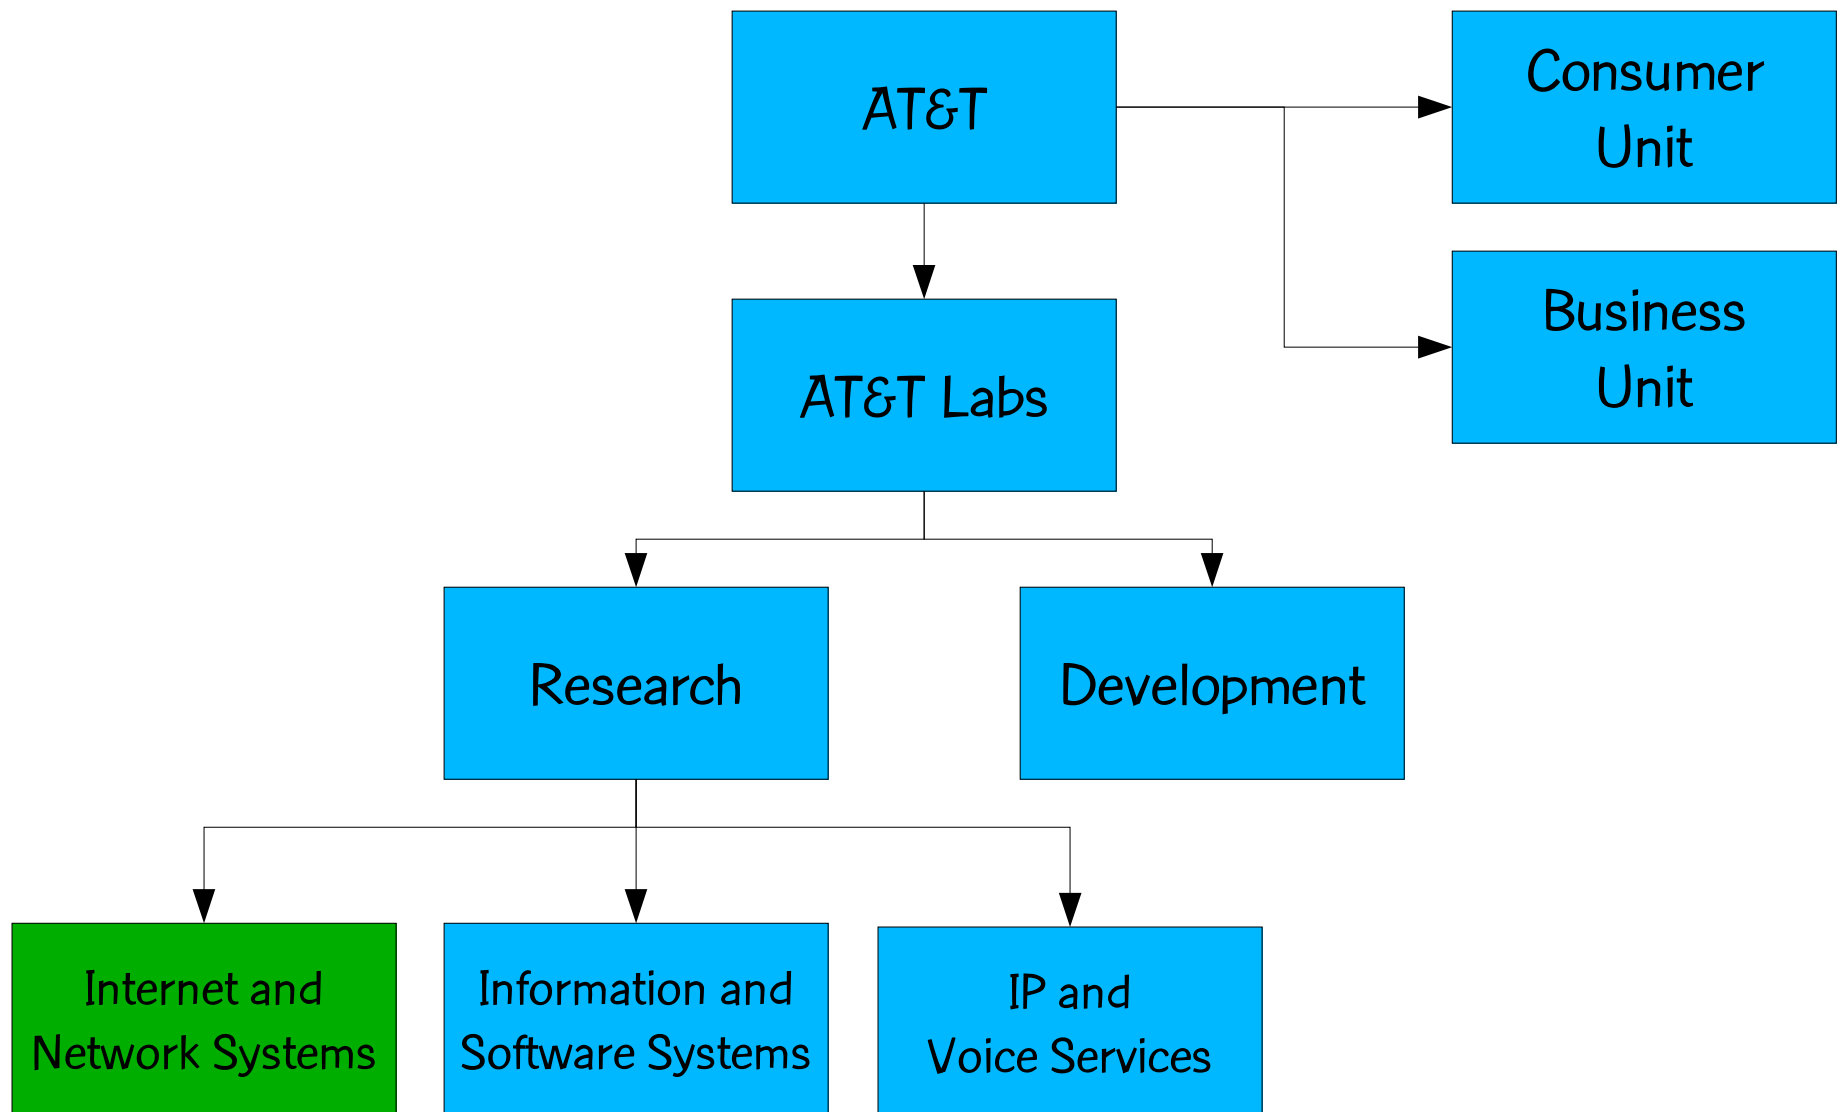 AT&T
Consumer
Unit
Business
Unit
AT&T Labs
Research
Development
Internet and
Network Systems
Information and
Software Systems
IP and
Voice Services